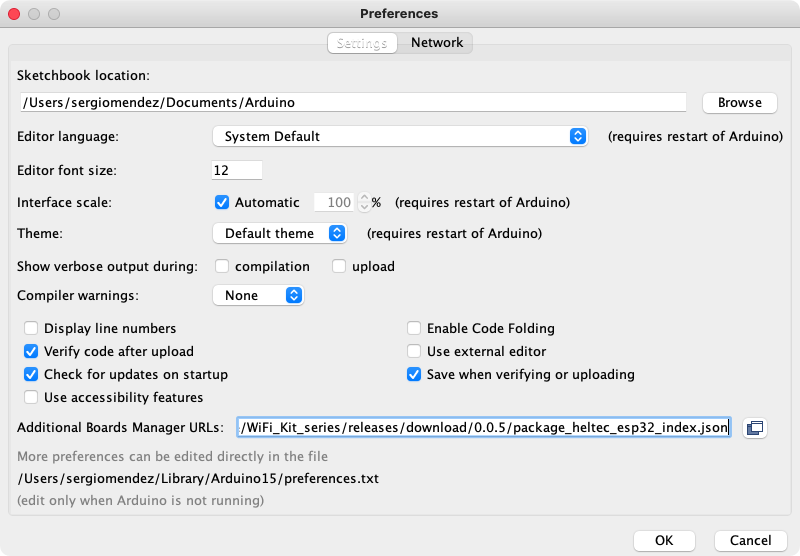 Preferences
Settings Network
Sketchbook location:
/Users/sergiomendez/Documents/Arduino Browse
Editor language: System Default (requires restart of Arduino)
Editor font size: 12
Interface scale: Automatic 100 % (requires restart of Arduino)
Theme: Default theme (requires restart of Arduino)
Show verbose output during: compilation upload
Compiler warnings: None
Display line numbers Enable Code Folding
Verify code after upload Use external editor
Check for updates on startup Save when verifying or uploading
Use accessibility features
Additional Boards Manager URLs: /WiFi_Kit_series/releases/download/0.0.5/package_heltec_esp32_index.json
More preferences can be edited directly in the file
/Users/sergiomendez/Library/Arduino15/preferences.txt
(edit only when Arduino is not running)
OK Cancel